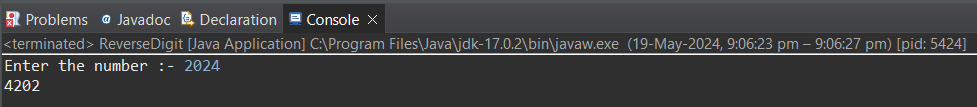 Problems @ Javadoc Declaration Console ×
<terminated> ReverseDigit [Java Application] C:\Program Files\Java\jdk-17.0.2\bin\javaw.exe (19-May-2024, 9:06:23 pm – 9:06:27 pm) [pid: 5424]
Enter the number :- 2024
4202